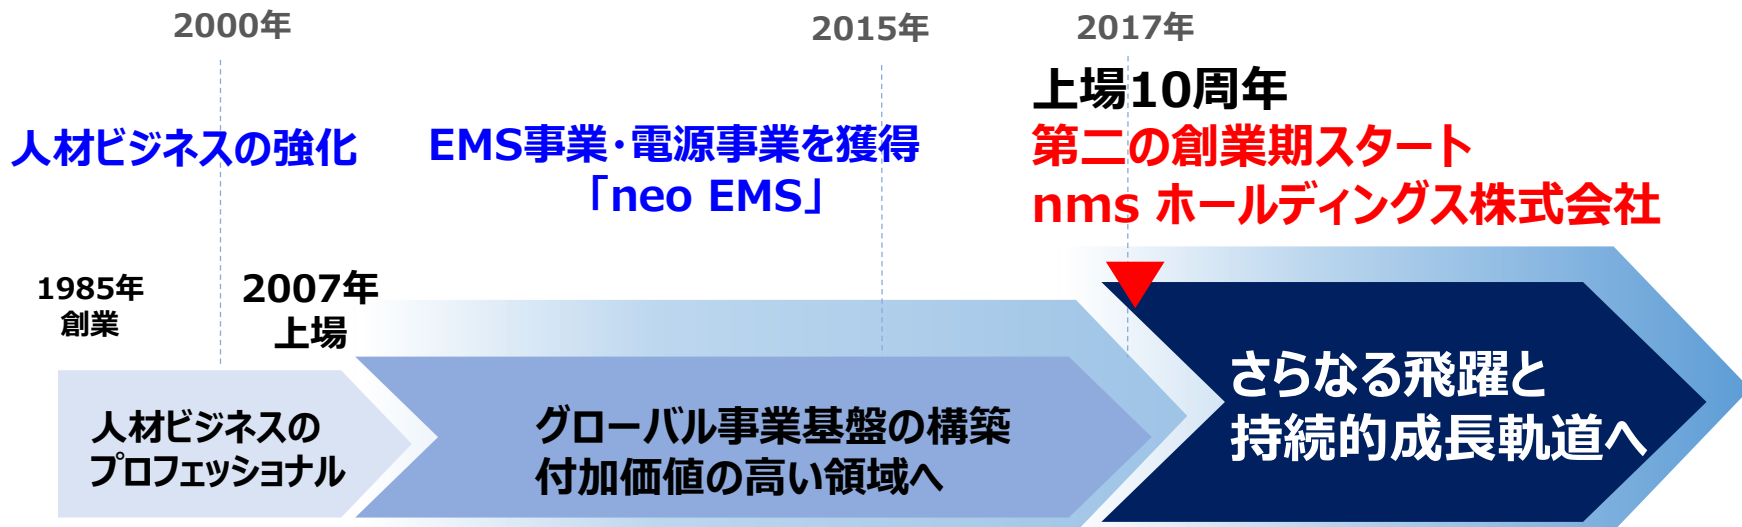 2000年
2015年
2017年
人材ビジネスの強化
EMS事業・電源事業を獲得
「neo EMS」
上場10周年
第二の創業期スタート
nms ホールディングス株式会社
1985年
創業
2007年
上場
人材ビジネスの
プロフェッショナル
グローバル事業基盤の構築
付加価値の高い領域へ
さらなる飛躍と
持続的成長軌道へ